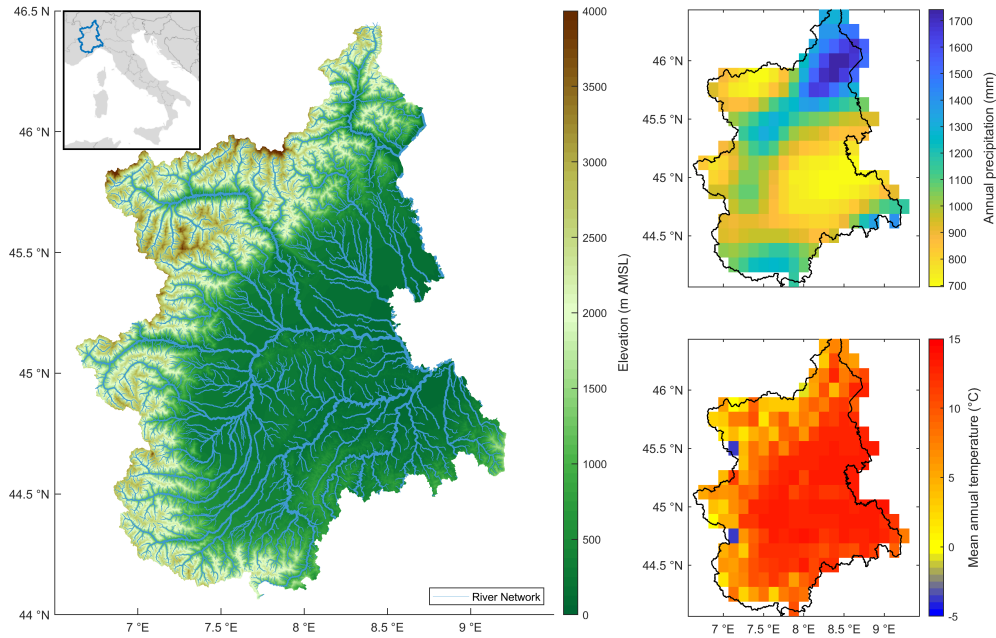 46.5 °N
46 °N
45.5 °N
45 °N
44.5 °N
44 °N
7 °E
7.5 °E
8 °E
8.5 °E
9 °E
River Network
4000
3500
3000
2500
2000
1500
1000
500
0
Elevation (m AMSL)
46 °N
45.5 °N
45 °N
44.5 °N
1700
1600
1500
1400
1300
1200
1100
1000
900
800
700
Annual precipitation (mm)
46 °N
45.5 °N
45 °N
44.5 °N
7 °E
7.5 °E
8 °E
8.5 °E
9 °E
15
10
5
0
-5
Mean annual temperature (°C)